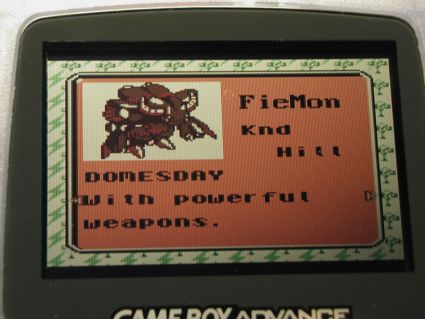 FieMon
Knd
Hill
DOMESDAY
With powerful
weapons.
GAME BOY ADVANCE